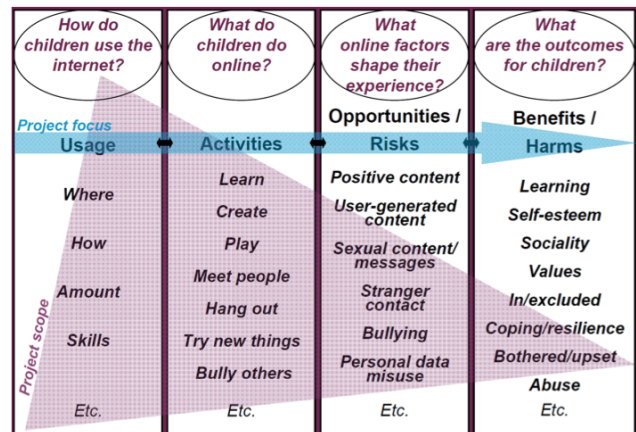 How do
children use the
internet?
What do
children do
online?
What
online factors
shape their
experience?
What
are the outcomes
for children?
Project focus
Usage
Activities
Opportunities /
Risks
Benefits /
Harms
Where
How
Amount
Skills
Etc.
Learn
Create
Play
Meet people
Hang out
Try new things
Bully others
Etc.
Positive content
User-generated
content
Sexual content/
messages
Stranger
contact
Bullying
Personal data
misuse
Etc.
Learning
Self-esteem
Sociality
Values
In/excluded
Coping/resilience
Bothered/upset
Abuse
Etc.
Project scope